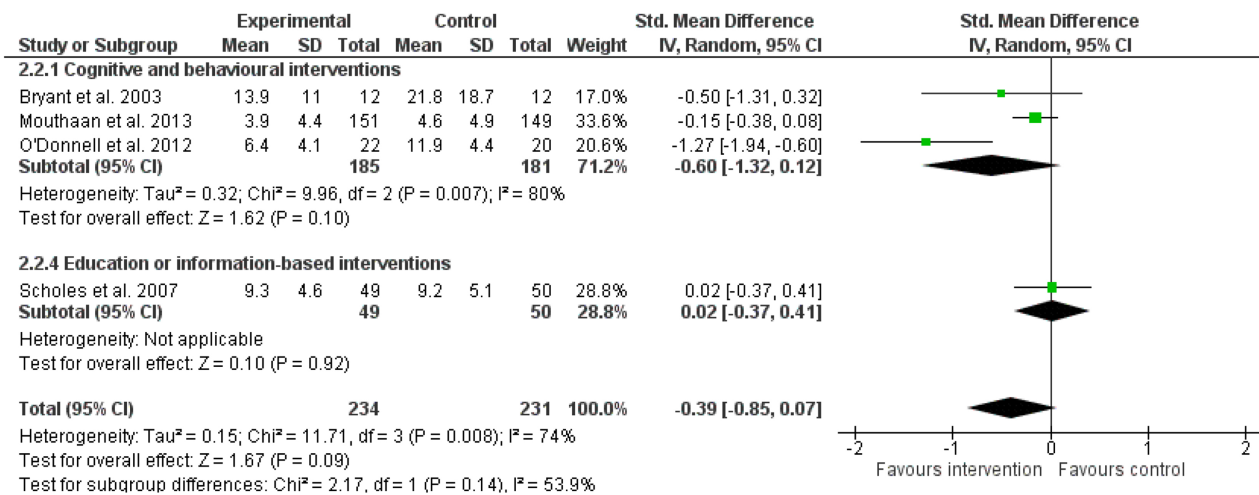 Experimental Control Std. Mean Difference Std. Mean Difference
Study or Subgroup Mean SD Total Mean SD Total Weight IV, Random, 95% CI IV, Random, 95% CI
2.2.1 Cognitive and behavioural interventions
Bryant et al. 2003 13.9 11 12 21.8 18.7 12 17.0% -0.50 [-1.31, 0.32]
Mouthaan et al. 2013 3.9 4.4 151 4.6 4.9 149 33.6% -0.15 [-0.38, 0.08]
O'Donnell et al. 2012 6.4 4.1 22 11.9 4.4 20 20.6% -1.27 [-1.94, -0.60]
Subtotal (95% CI) 185 181 71.2% -0.60 [-1.32, 0.12]
Heterogeneity: Tau² = 0.32; Chi² = 9.96, df = 2 (P = 0.007); I² = 80%
Test for overall effect: Z = 1.62 (P = 0.10)
2.2.4 Education or information-based interventions
Scholes et al. 2007 9.3 4.6 49 9.2 5.1 50 28.8% 0.02 [-0.37, 0.41]
Subtotal (95% CI) 49 50 28.8% 0.02 [-0.37, 0.41]
Heterogeneity: Not applicable
Test for overall effect: Z = 0.10 (P = 0.92)
Total (95% CI) 234 231 100.0% -0.39 [-0.85, 0.07]
Heterogeneity: Tau² = 0.15; Chi² = 11.71, df = 3 (P = 0.008); I² = 74%
Test for overall effect: Z = 1.67 (P = 0.09)
Test for subgroup differences: Chi² = 2.17, df = 1 (P = 0.14), I² = 53.9%
-2 -1 0 1 2
Favours intervention Favours control